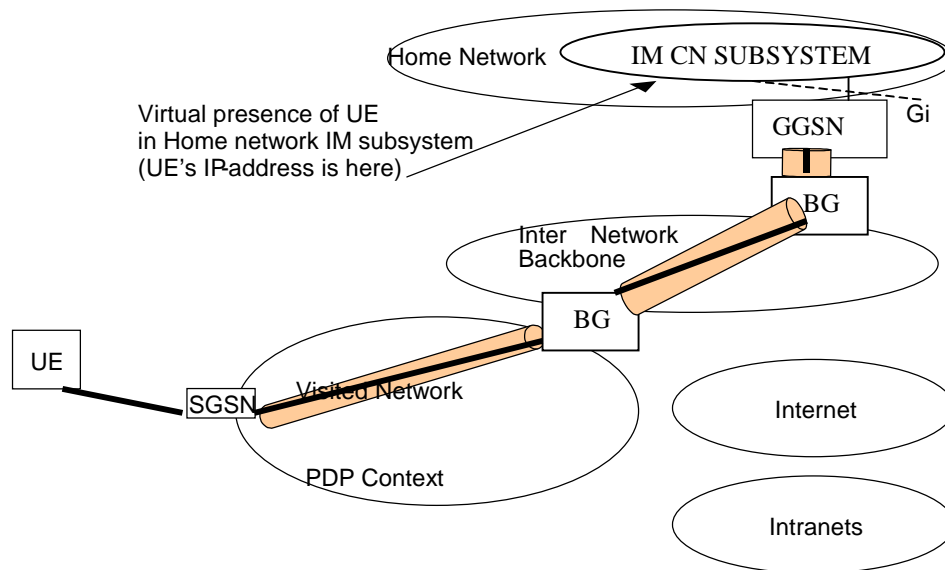 Home Network
IM CN SUBSYSTEM
Virtual presence of UE
in Home network IM subsystem
(UE's IP-address is here)
Gi
GGSN
BG
Inter Network
Backbone
BG
UE
SGSN
Visited Network
Internet
PDP Context
Intranets